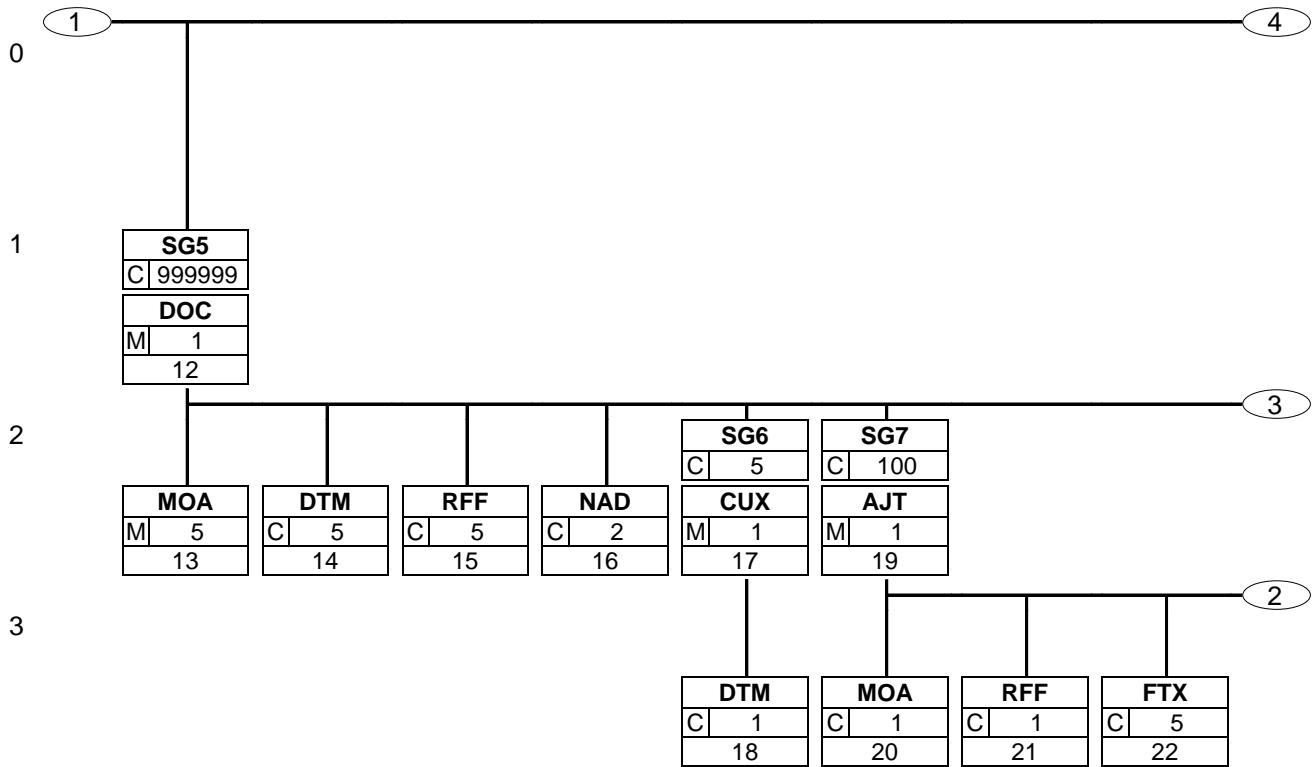 1 4
0
1 SG5
C 999999
DOC
M 1
12
3
2 SG6 SG7
C 5 C 100
MOA DTM RFF NAD CUX AJT
M 5 C 5 C 5 C 2 M 1 M 1
13 14 15 16 17 19
2
3
DTM MOA RFF FTX
C 1 C 1 C 1 C 5
18 20 21 22